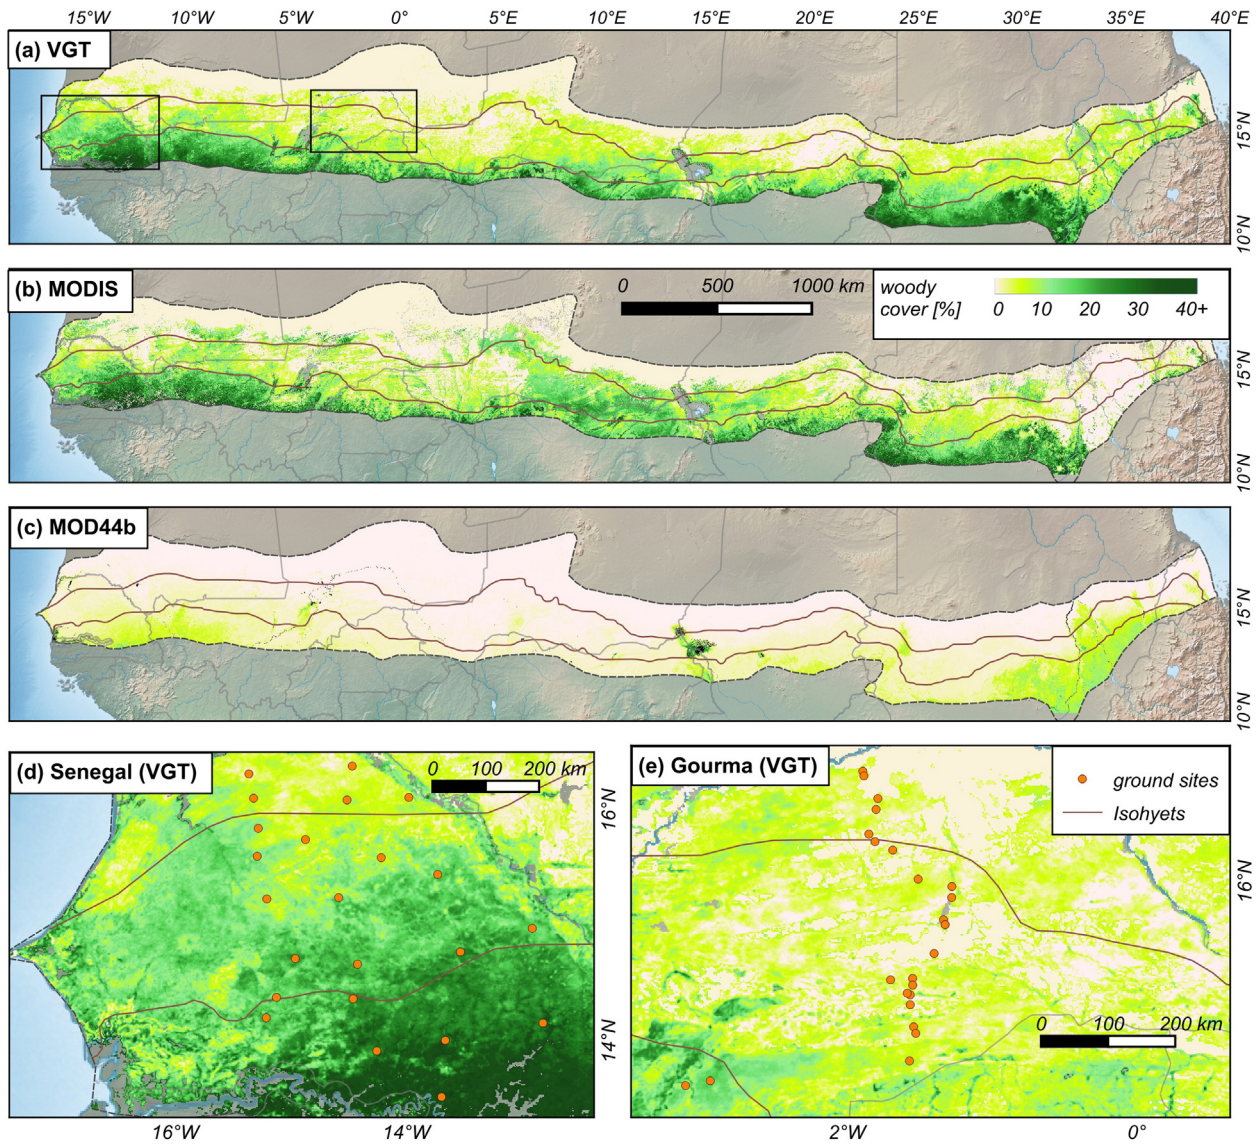 15°W 10°W 5°W 0° 5°E 10°E 15°E 20°E 25°E 30°E 35°E 40°E
(a) VGT
15°N
10°N
(b) MODIS
0 500 1000 km
woody
cover [%]
0 10 20 30 40+
15°N
10°N
(c) MOD44b
15°N
10°N
(d) Senegal (VGT)
0 100 200 km
16°N
14°N
16°W 14°W
(e) Gourma (VGT)
ground sites
Isohyets
16°N
0 100 200 km
2°W 0°